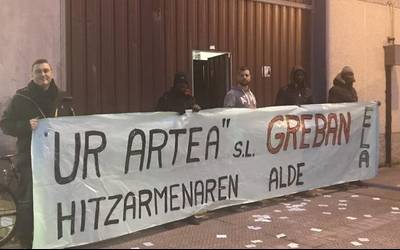 "UR ARTEA" S.L. GREBAN
HITZARMENAREN ALDE
ELA